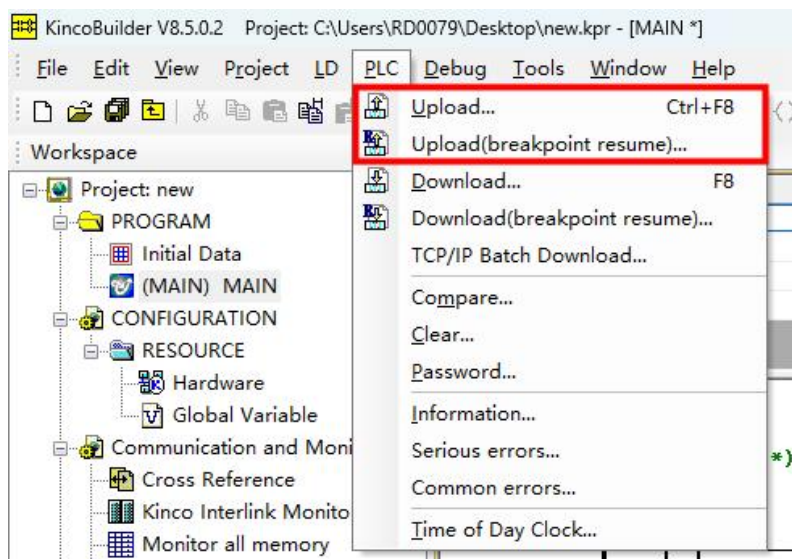 KincoBuilder V8.5.0.2 Project: C:\Users\RD0079\Desktop\new.kpr - [MAIN *]
File Edit View Project LD PLC Debug Tools Window Help
Workspace
Project: new
PROGRAM
Initial Data
(MAIN) MAIN
CONFIGURATION
RESOURCE
Hardware
Global Variable
Communication and Moni
Cross Reference
Kinco Interlink Monito
Monitor all memory
Upload... Ctrl+F8
Upload(breakpoint resume)...
Download... F8
Download(breakpoint resume)...
TCP/IP Batch Download...
Compare...
Clear...
Password...
Information...
Serious errors...
Common errors...
Time of Day Clock...
*)